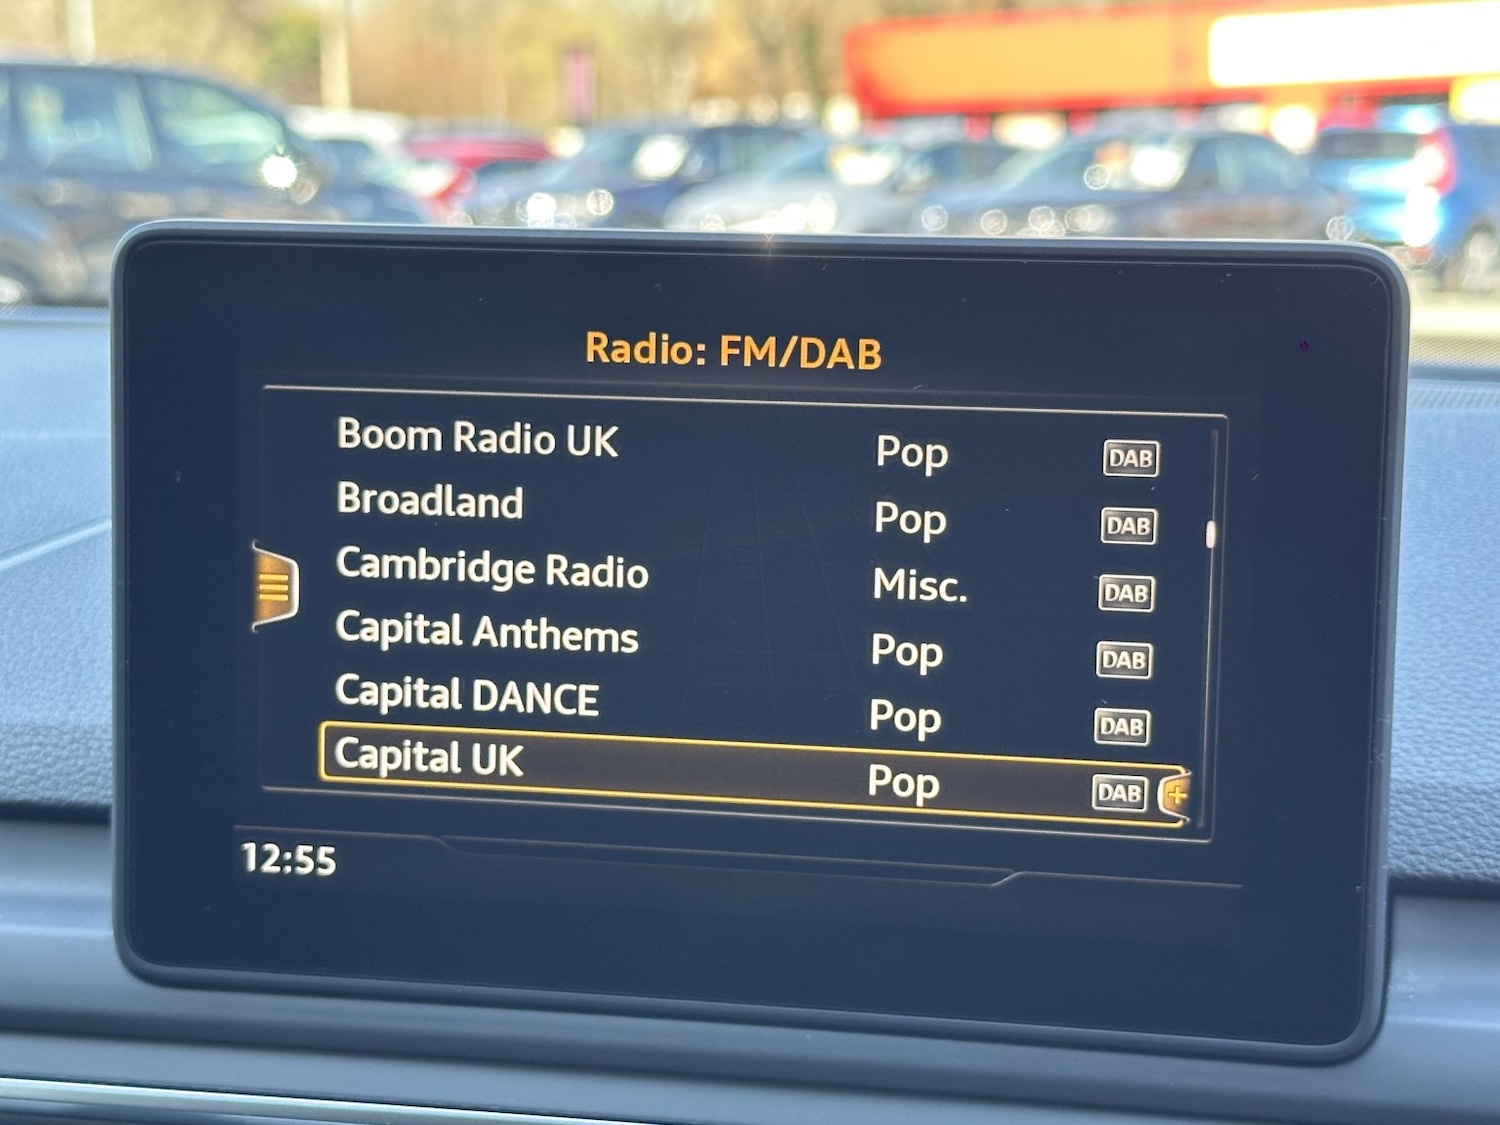 Radio: FM/DAB
Boom Radio UK Pop DAB
Broadland Pop DAB
Cambridge Radio Misc. DAB
Capital Anthems Pop DAB
Capital DANCE Pop DAB
Capital UK Pop DAB +
12:55